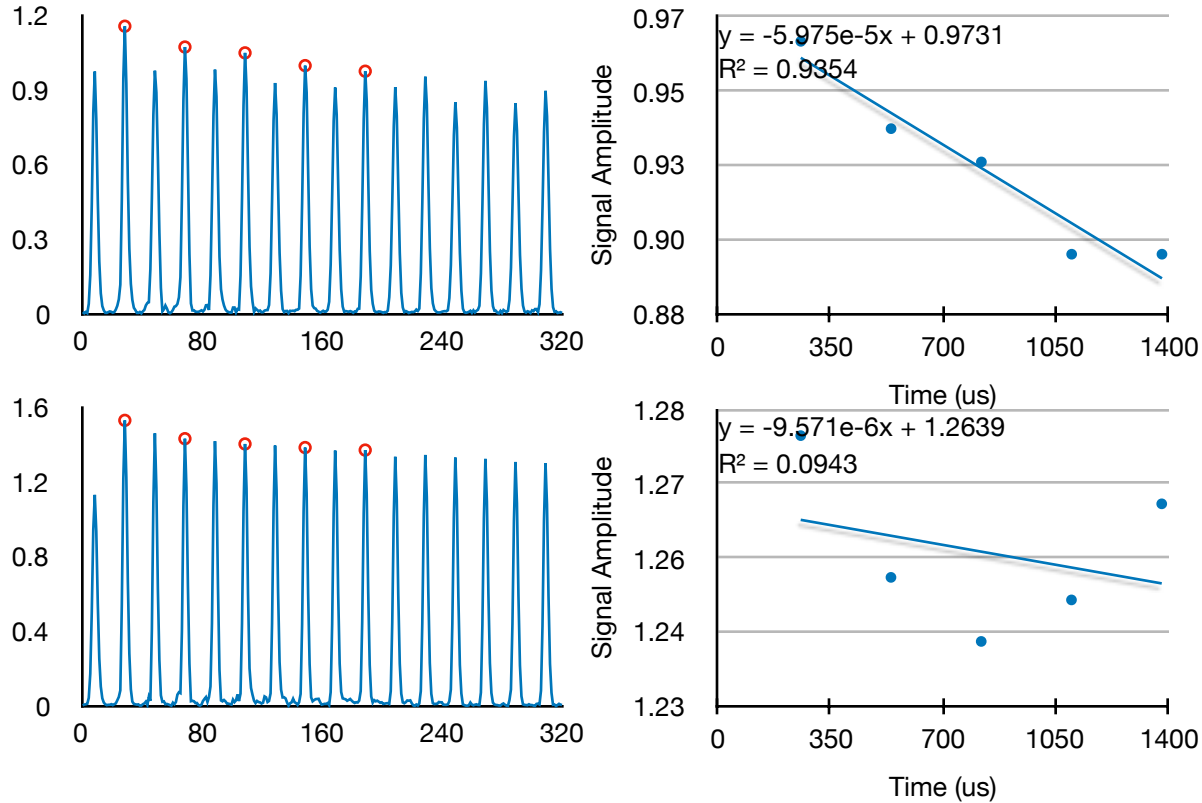 1.2
0.9
0.6
0.3
0
0 80 160 240 320
Signal Amplitude
0.97
0.95
0.93
0.90
0.88
y = -5.975e-5x + 0.9731
R² = 0.9354
0 350 700 1050 1400
Time (us)
1.6
1.2
0.8
0.4
0
0 80 160 240 320
Signal Amplitude
1.28
1.27
1.26
1.24
1.23
y = -9.571e-6x + 1.2639
R² = 0.0943
0 350 700 1050 1400
Time (us)